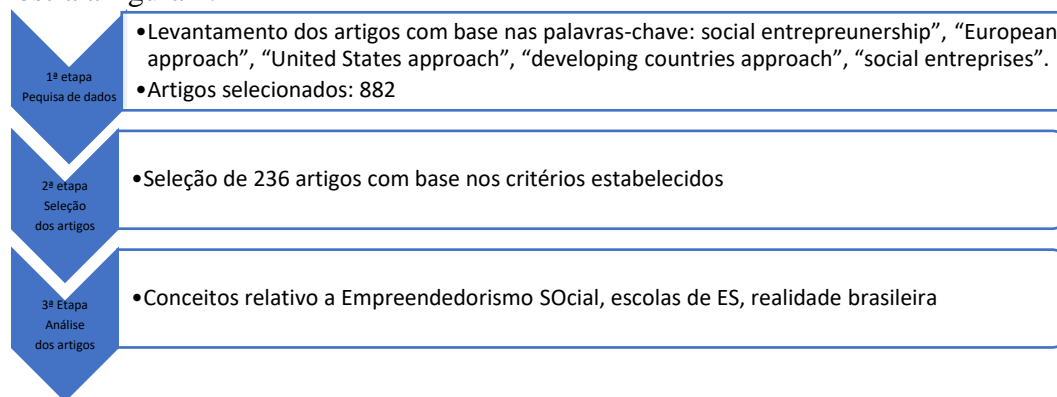 1ª etapa
Pequisa de dados
•Levantamento dos artigos com base nas palavras-chave: social entrepreunership”, “European
approach”, “United States approach”, “developing countries approach”, “social entreprises”.
•Artigos selecionados: 882
2ª etapa
Seleção
dos artigos
•Seleção de 236 artigos com base nos critérios estabelecidos
3ª Etapa
Análise
dos artigos
•Conceitos relativo a Empreendedorismo SOcial, escolas de ES, realidade brasileira